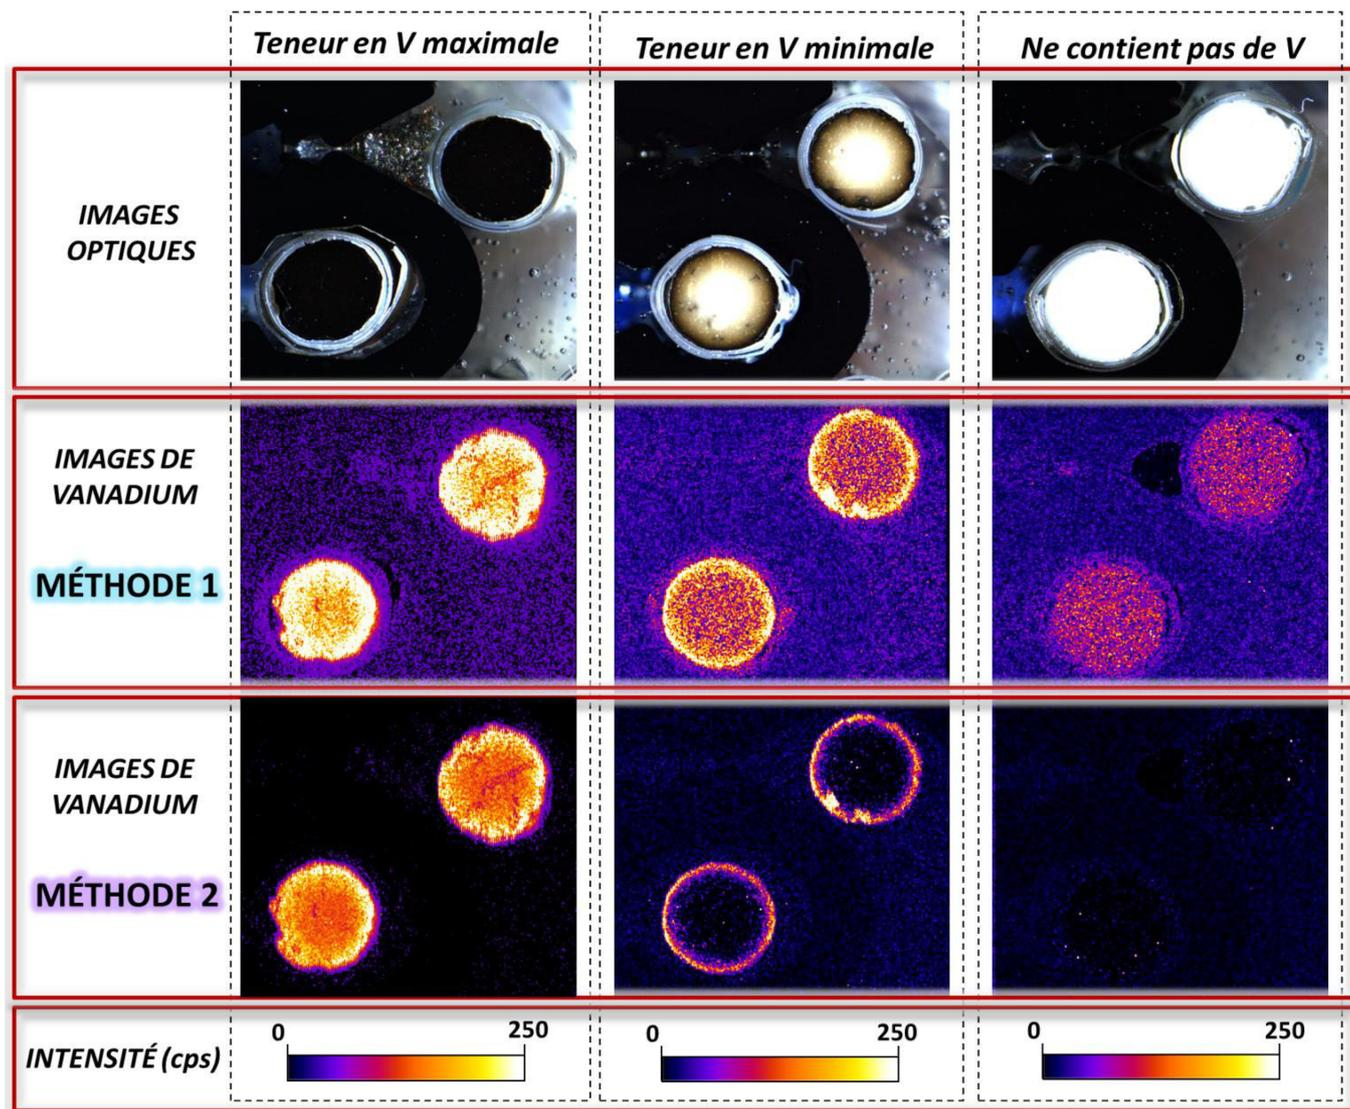 Teneur en V maximale
Teneur en V minimale
Ne contient pas de V
IMAGES
OPTIQUES
IMAGES DE
VANADIUM
MÉTHODE 1
IMAGES DE
VANADIUM
MÉTHODE 2
INTENSITÉ (cps)
0 250
0 250
0 250